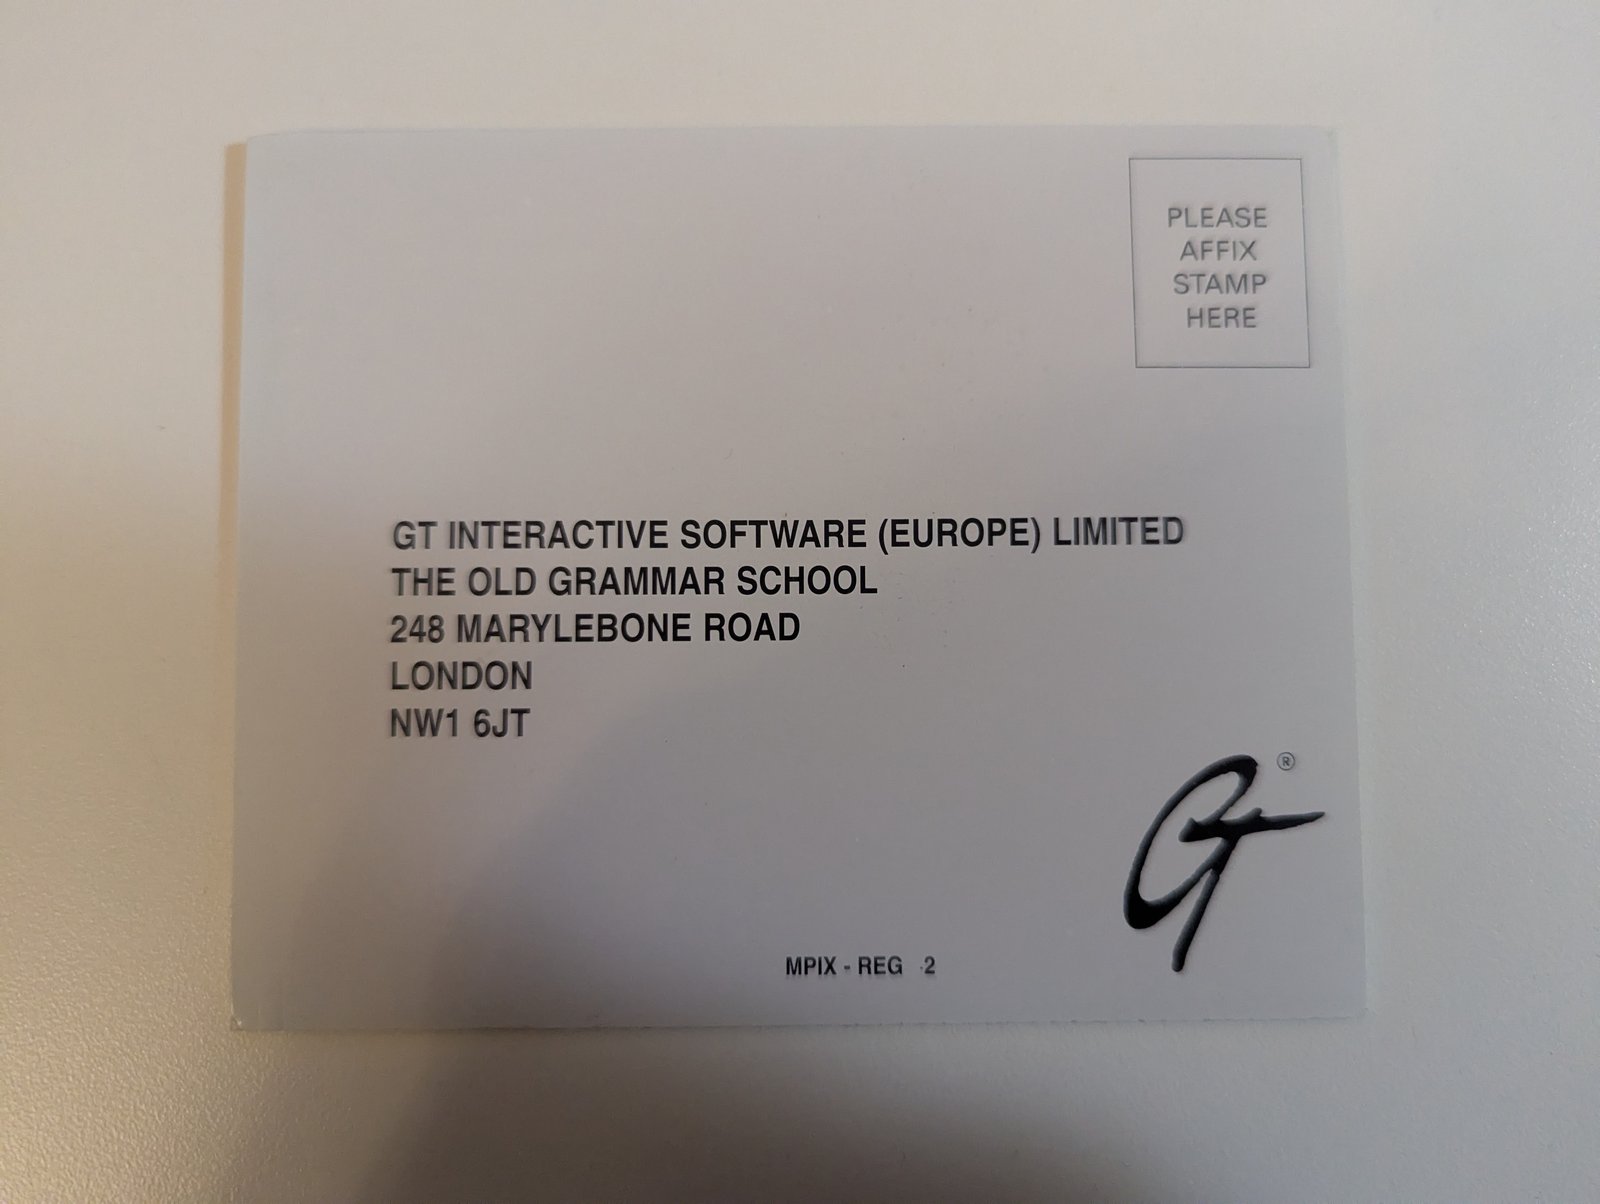 PLEASE
AFFIX
STAMP
HERE
GT INTERACTIVE SOFTWARE (EUROPE) LIMITED
THE OLD GRAMMAR SCHOOL
248 MARYLEBONE ROAD
LONDON
NW1 6JT
GT ®
MPIX - REG 2